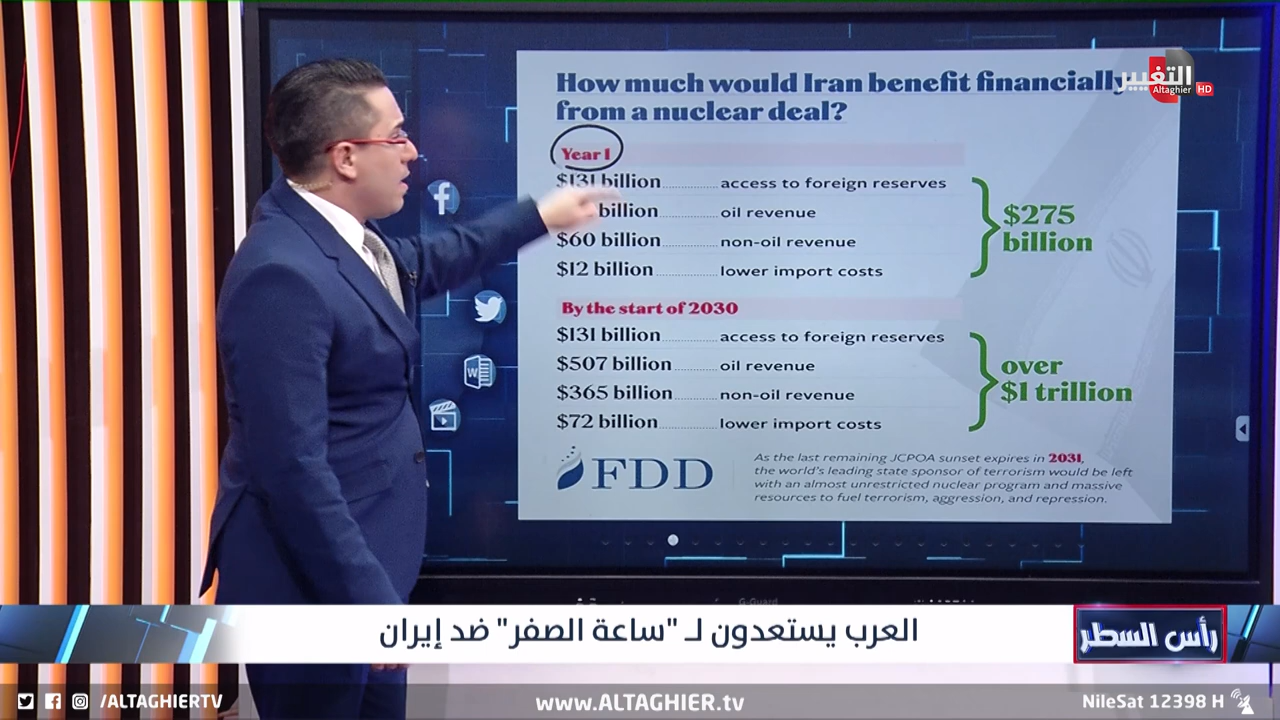 How much would Iran benefit financially
from a nuclear deal?
التغيير
Altaghier HD
Year 1
$131 billion access to foreign reserves
billion oil revenue
$60 billion non-oil revenue
$12 billion lower import costs
$275
billion
By the start of 2030
$131 billion access to foreign reserves
$507 billion oil revenue
$365 billion non-oil revenue
$72 billion lower import costs
over
$1 trillion
FDD
As the last remaining JCPOA sunset expires in 2031,
the world's leading state sponsor of terrorism would be left
with an almost unrestricted nuclear program and massive
resources to fuel terrorism, aggression, and repression.
العرب يستعدون لـ "ساعة الصفر" ضد إيران
رأس السطر
/ALTAGHIERTV
www.ALTAGHIER.tv
NileSat 12398 H